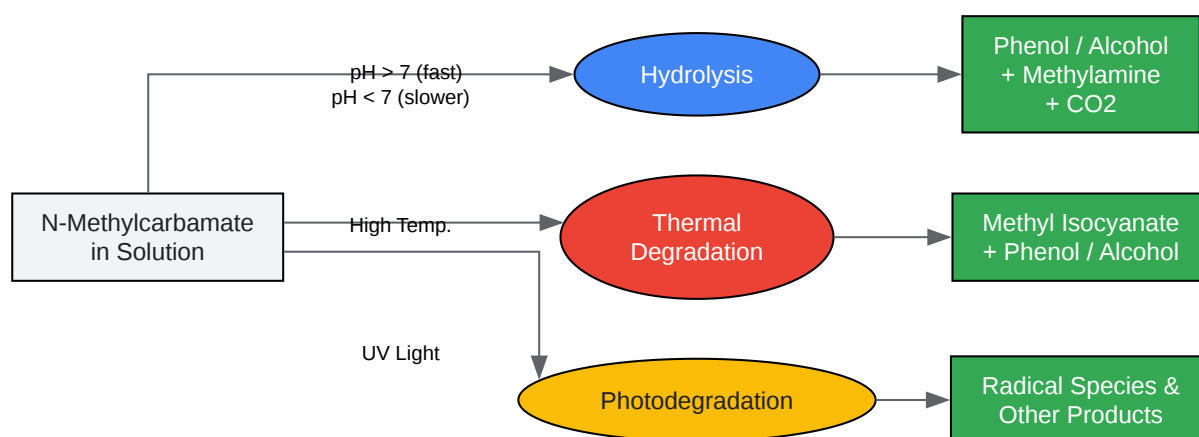 pH > 7 (fast)
pH < 7 (slower)
Hydrolysis
Phenol / Alcohol
+ Methylamine
+ CO2
N-Methylcarbamate
in Solution
High Temp.
Thermal
Degradation
Methyl Isocyanate
+ Phenol / Alcohol
UV Light
Photodegradation
Radical Species &
Other Products